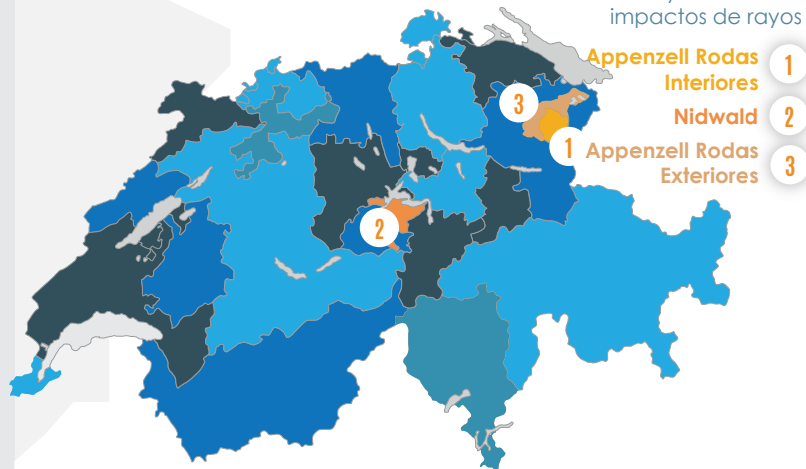 impactos de rayos
Appenzell Rodas
Interiores
1
Nidwald
2
Appenzell Rodas
Exteriores
3
3
1
2